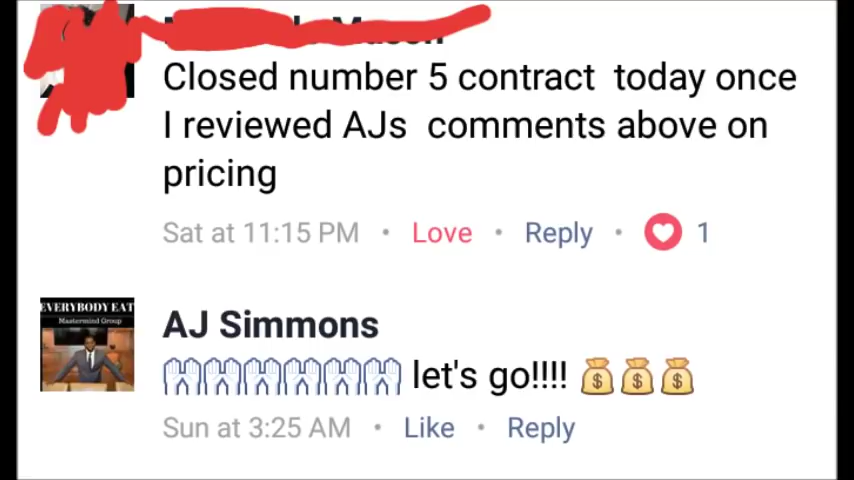 Closed number 5 contract today once
I reviewed AJs comments above on
pricing
Sat at 11:15 PM • Love • Reply • 1
EVERYBODY EAT
Mastermind Group
AJ Simmons
let's go!!!!
Sun at 3:25 AM • Like • Reply